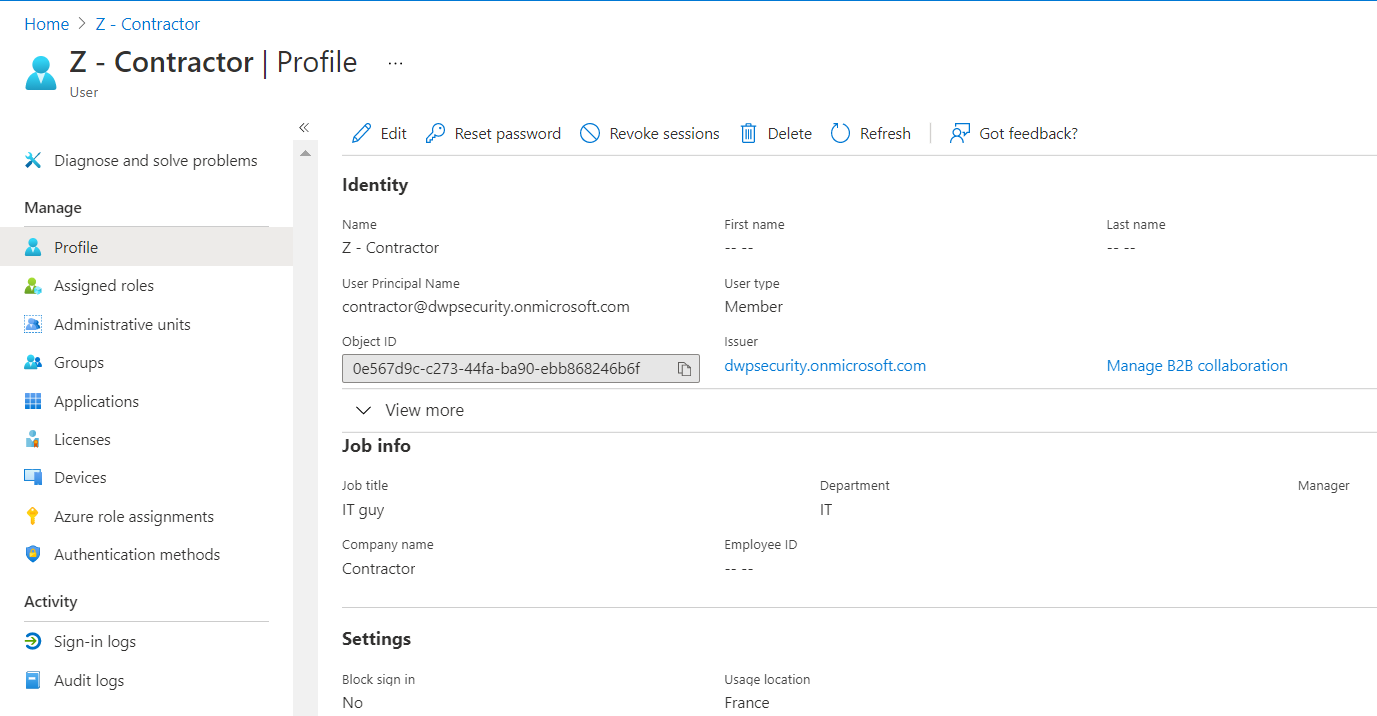 Home > Z - Contractor
Z - Contractor | Profile ...
User
Diagnose and solve problems
Manage
Profile
Assigned roles
Administrative units
Groups
Applications
Licenses
Devices
Azure role assignments
Authentication methods
Activity
Sign-in logs
Audit logs
Edit Reset password Revoke sessions Delete Refresh Got feedback?
Identity
Name First name Last name
Z - Contractor -- -- -- --
User Principal Name User type
contractor@dwpsecurity.onmicrosoft.com Member
Object ID Issuer
0e567d9c-c273-44fa-ba90-ebb868246b6f dwpsecurity.onmicrosoft.com Manage B2B collaboration
View more
Job info
Job title Department Manager
IT guy IT
Company name Employee ID
Contractor -- --
Settings
Block sign in Usage location
No France